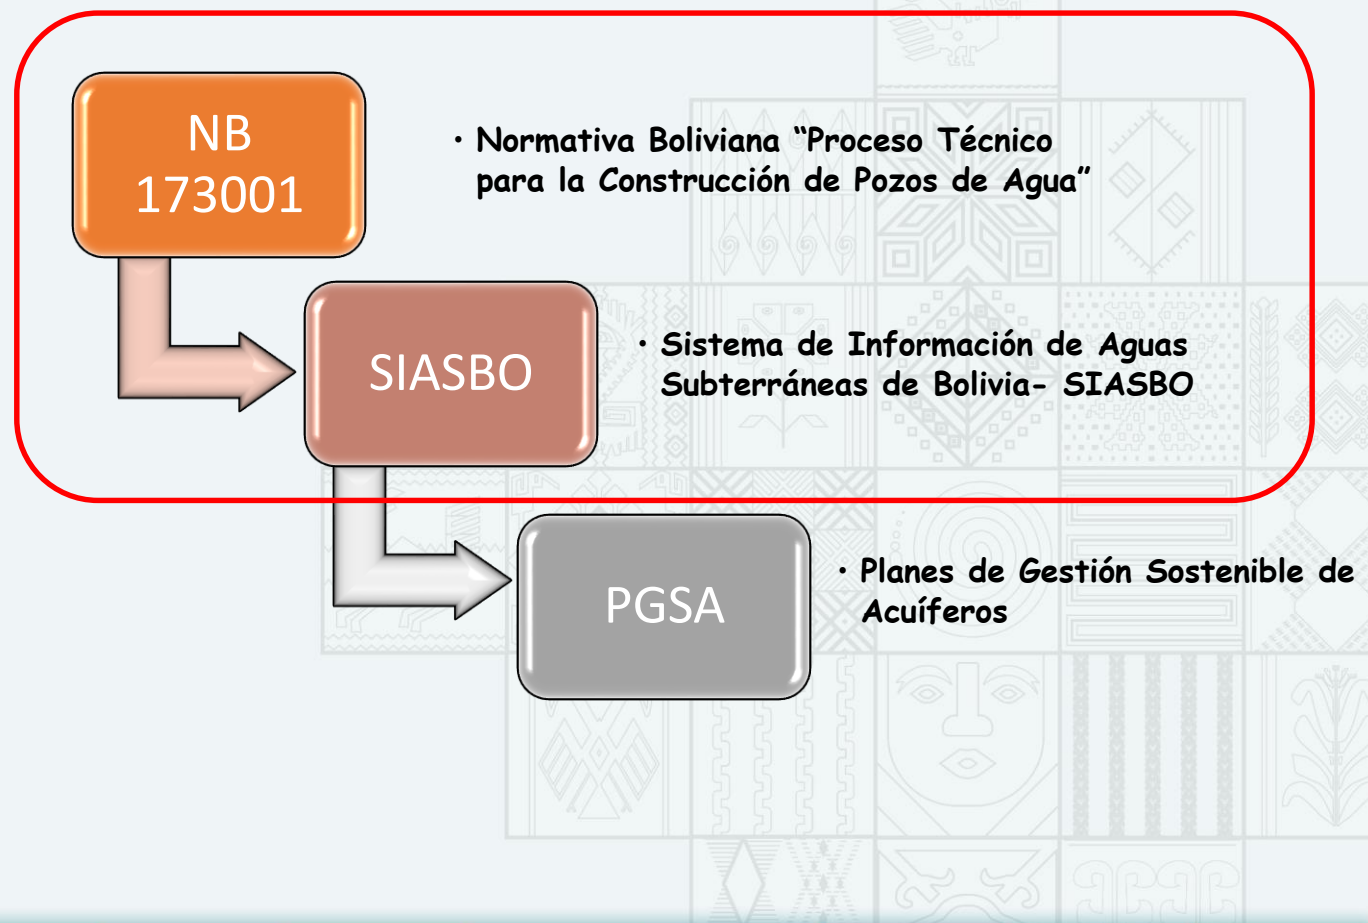 NB
173001
• Normativa Boliviana “Proceso Técnico
para la Construcción de Pozos de Agua”
SIASBO
• Sistema de Información de Aguas
Subterráneas de Bolivia- SIASBO
PGSA
• Planes de Gestión Sostenible de
Acuíferos